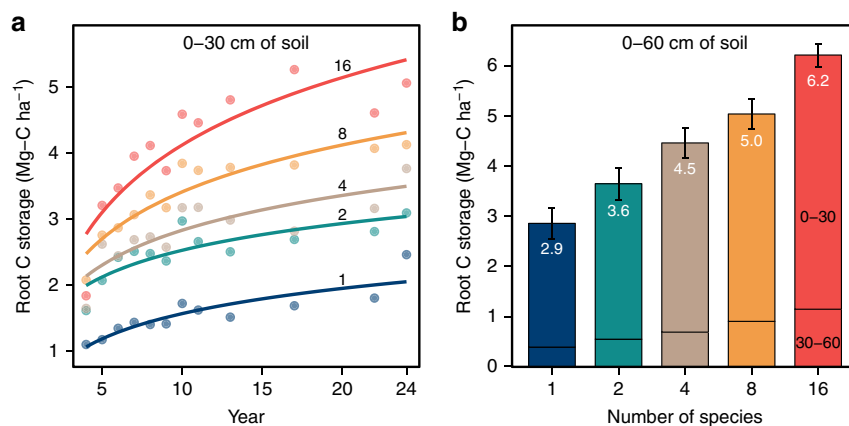 a
0–30 cm of soil
Root C storage (Mg–C ha⁻¹)
5
4
3
2
1
16
8
4
2
1
5 10 15 20 24
Year
b
0–60 cm of soil
Root C storage (Mg–C ha⁻¹)
6
5
4
3
2
1
0
2.9
3.6
4.5
5.0
6.2
0–30
30–60
1 2 4 8 16
Number of species